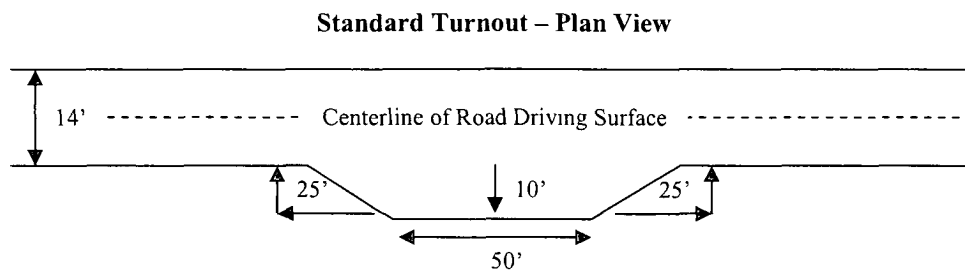 Standard Turnout – Plan View
14’
Centerline of Road Driving Surface
25’
10’
25’
50’